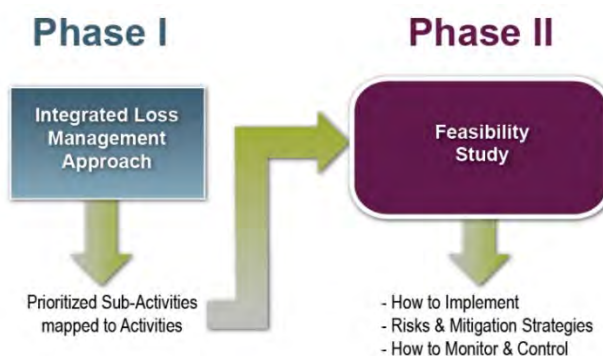 Phase I
Integrated Loss
Management
Approach
Prioritized Sub-Activities
mapped to Activities
Phase II
Feasibility
Study
- How to Implement
- Risks & Mitigation Strategies
- How to Monitor & Control